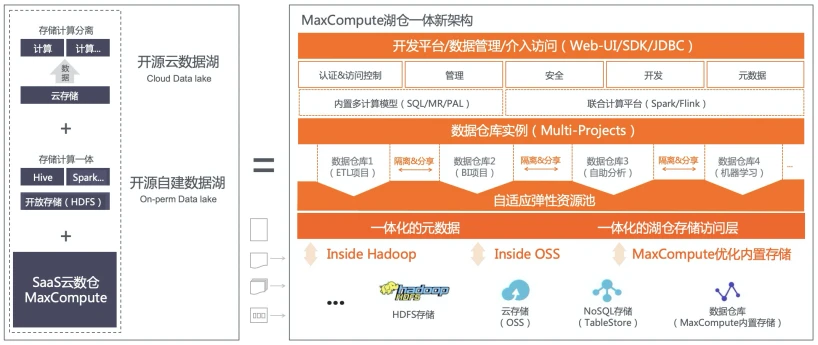 存储计算分离
计算
计算...
数据
云存储
开源云数据湖
Cloud Data lake
+
存储计算一体
Hive
Spark...
开放存储（HDFS）
开源自建数据湖
On-perm Data lake
+
SaaS云数仓
MaxCompute
=
MaxCompute湖仓一体新架构
开发平台/数据管理/介入访问（Web-UI/SDK/JDBC）
认证&访问控制
管理
安全
开发
元数据
内置多计算模型（SQL/MR/PAL）
联合计算平台（Spark/Flink）
数据仓库实例（Multi-Projects）
数据仓库1
（ETL项目）
隔离&分享
数据仓库2
（BI项目）
隔离&分享
数据仓库3
（自助分析）
隔离&分享
数据仓库4
（机器学习）
...
自适应弹性资源池
一体化的元数据
一体化的湖仓存储访问层
Inside Hadoop
Inside OSS
MaxCompute优化内置存储
...
hadoop
HDFS
HDFS存储
云存储
（OSS）
NoSQL存储
（TableStore）
数据仓库
（MaxCompute内置存储）